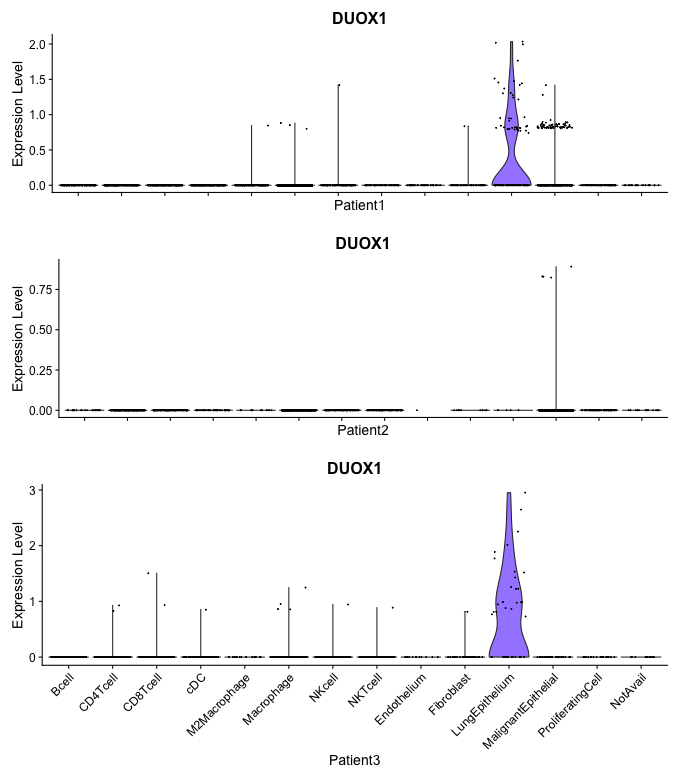 DUOX1
Expression Level
2.0
1.5
1.0
0.5
0.0
Patient1
DUOX1
Expression Level
0.75
0.50
0.25
0.00
Patient2
DUOX1
Expression Level
3
2
1
0
Bcell
CD4Tcell
CD8Tcell
cDC
M2Macrophage
Macrophage
NKcell
NKTcell
Endothelium
Fibroblast
LungEpithelium
MalignantEpithelial
ProliferatingCell
NotAvail
Patient3